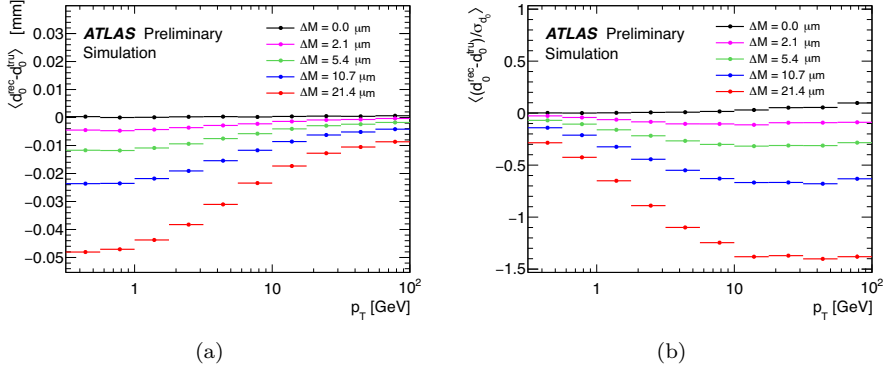 ⟨d₀ʳᵉᶜ-d₀ᵗʳᵘ⟩ [mm]
0.03
0.02
0.01
0
−0.01
−0.02
−0.03
−0.04
−0.05
ATLAS Preliminary
Simulation
ΔM = 0.0 μm
ΔM = 2.1 μm
ΔM = 5.4 μm
ΔM = 10.7 μm
ΔM = 21.4 μm
1 10 10²
p_T [GeV]
(a)
⟨(d₀ʳᵉᶜ-d₀ᵗʳᵘ)/σ_d₀⟩
1
0.5
0
−0.5
−1
−1.5
ATLAS Preliminary
Simulation
ΔM = 0.0 μm
ΔM = 2.1 μm
ΔM = 5.4 μm
ΔM = 10.7 μm
ΔM = 21.4 μm
1 10 10²
p_T [GeV]
(b)